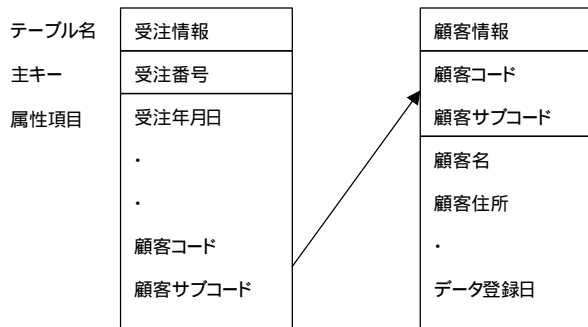 テーブル名
主キー
属性項目
受注情報
受注番号
受注年月日
・
・
顧客コード
顧客サブコード
顧客情報
顧客コード
顧客サブコード
顧客名
顧客住所
・
データ登録日